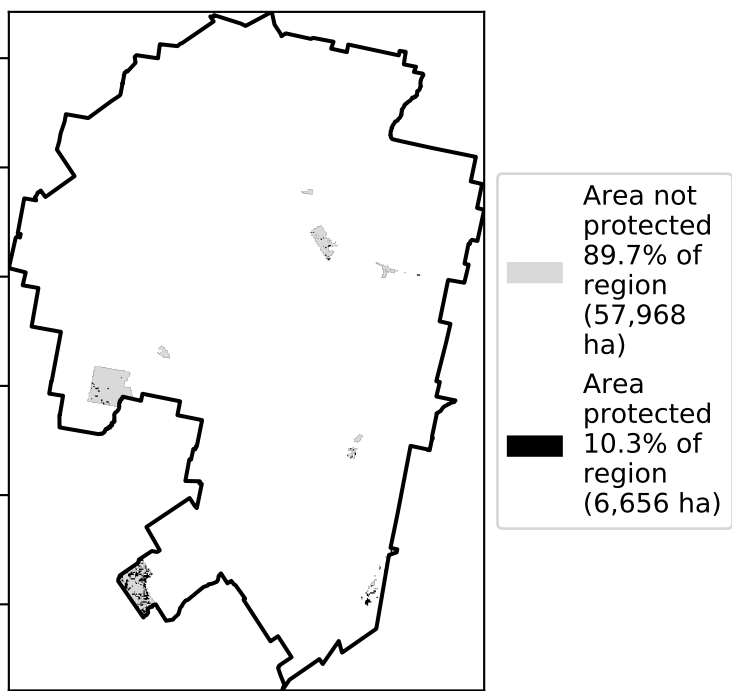 Area not
protected
89.7% of
region
(57,968
ha)
Area
protected
10.3% of
region
(6,656 ha)